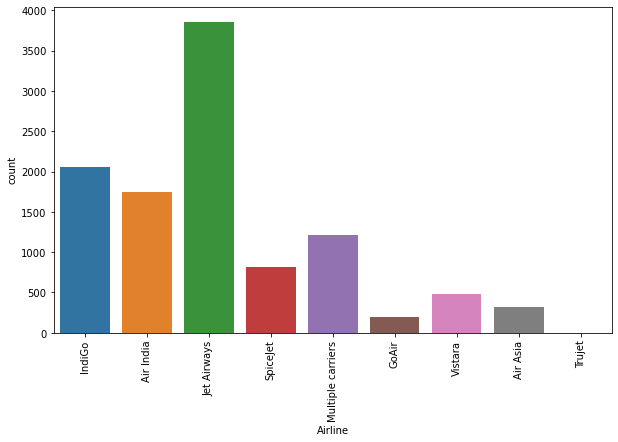 4000
3500
3000
2500
2000
1500
1000
500
0
count
IndiGo
Air India
Jet Airways
SpiceJet
Multiple carriers
GoAir
Vistara
Air Asia
Trujet
Airline